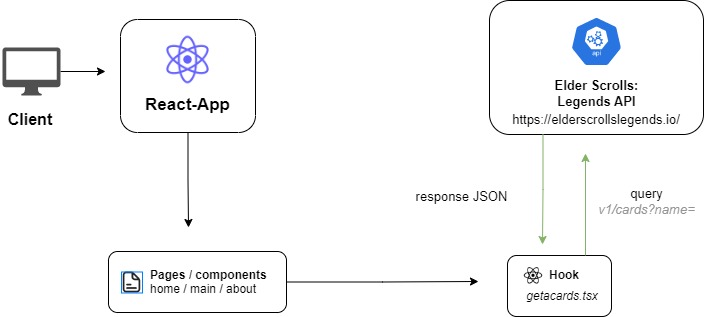 api
Elder Scrolls:
Legends API
https://elderscrollslegends.io/
React-App
Client
response JSON
query
v1/cards?name=
Pages / components
home / main / about
Hook
getacards.tsx